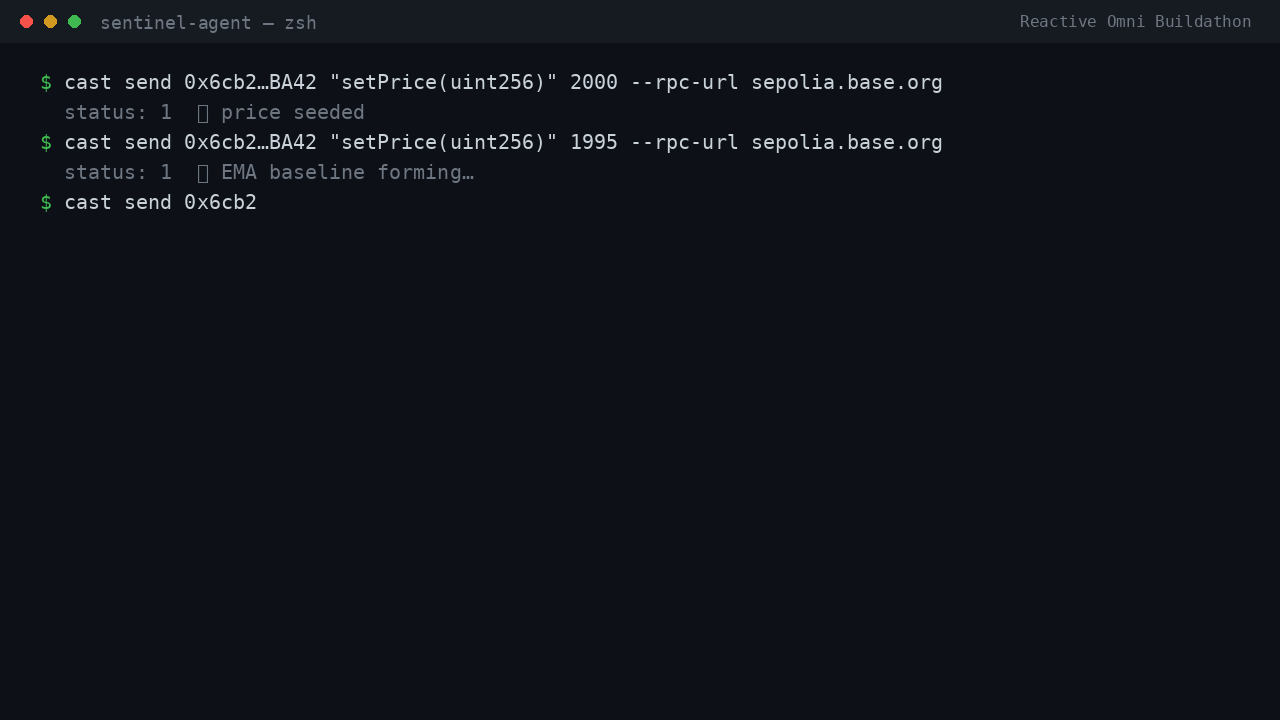 sentinel-agent — zsh
Reactive Omni Buildathon
$ cast send 0x6cb2…BA42 "setPrice(uint256)" 2000 --rpc-url sepolia.base.org
status: 1 ▯ price seeded
$ cast send 0x6cb2…BA42 "setPrice(uint256)" 1995 --rpc-url sepolia.base.org
status: 1 ▯ EMA baseline forming…
$ cast send 0x6cb2